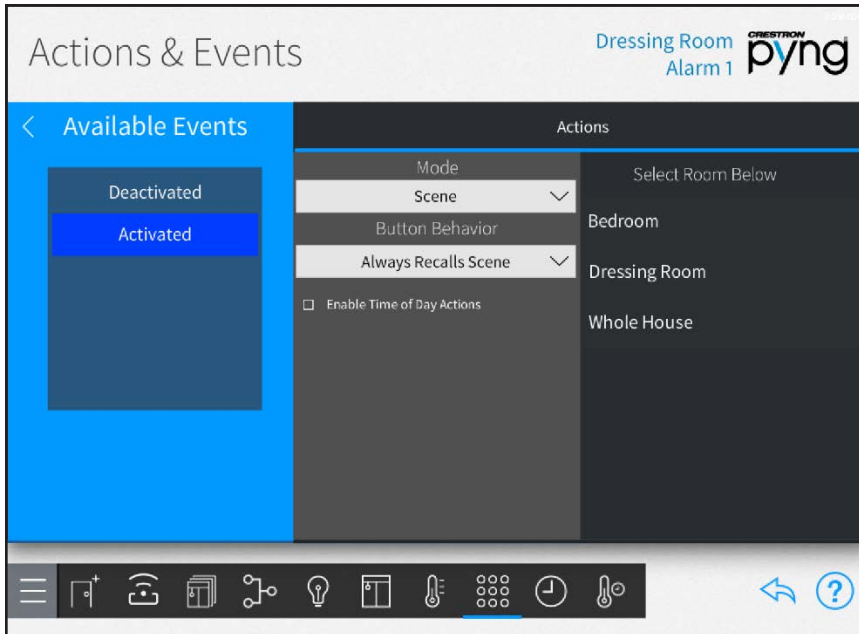 Actions & Events
Dressing Room
Alarm 1
CRESTRON
pyng
Available Events
Deactivated
Activated
Actions
Mode
Scene
Button Behavior
Always Recalls Scene
Enable Time of Day Actions
Select Room Below
Bedroom
Dressing Room
Whole House
?